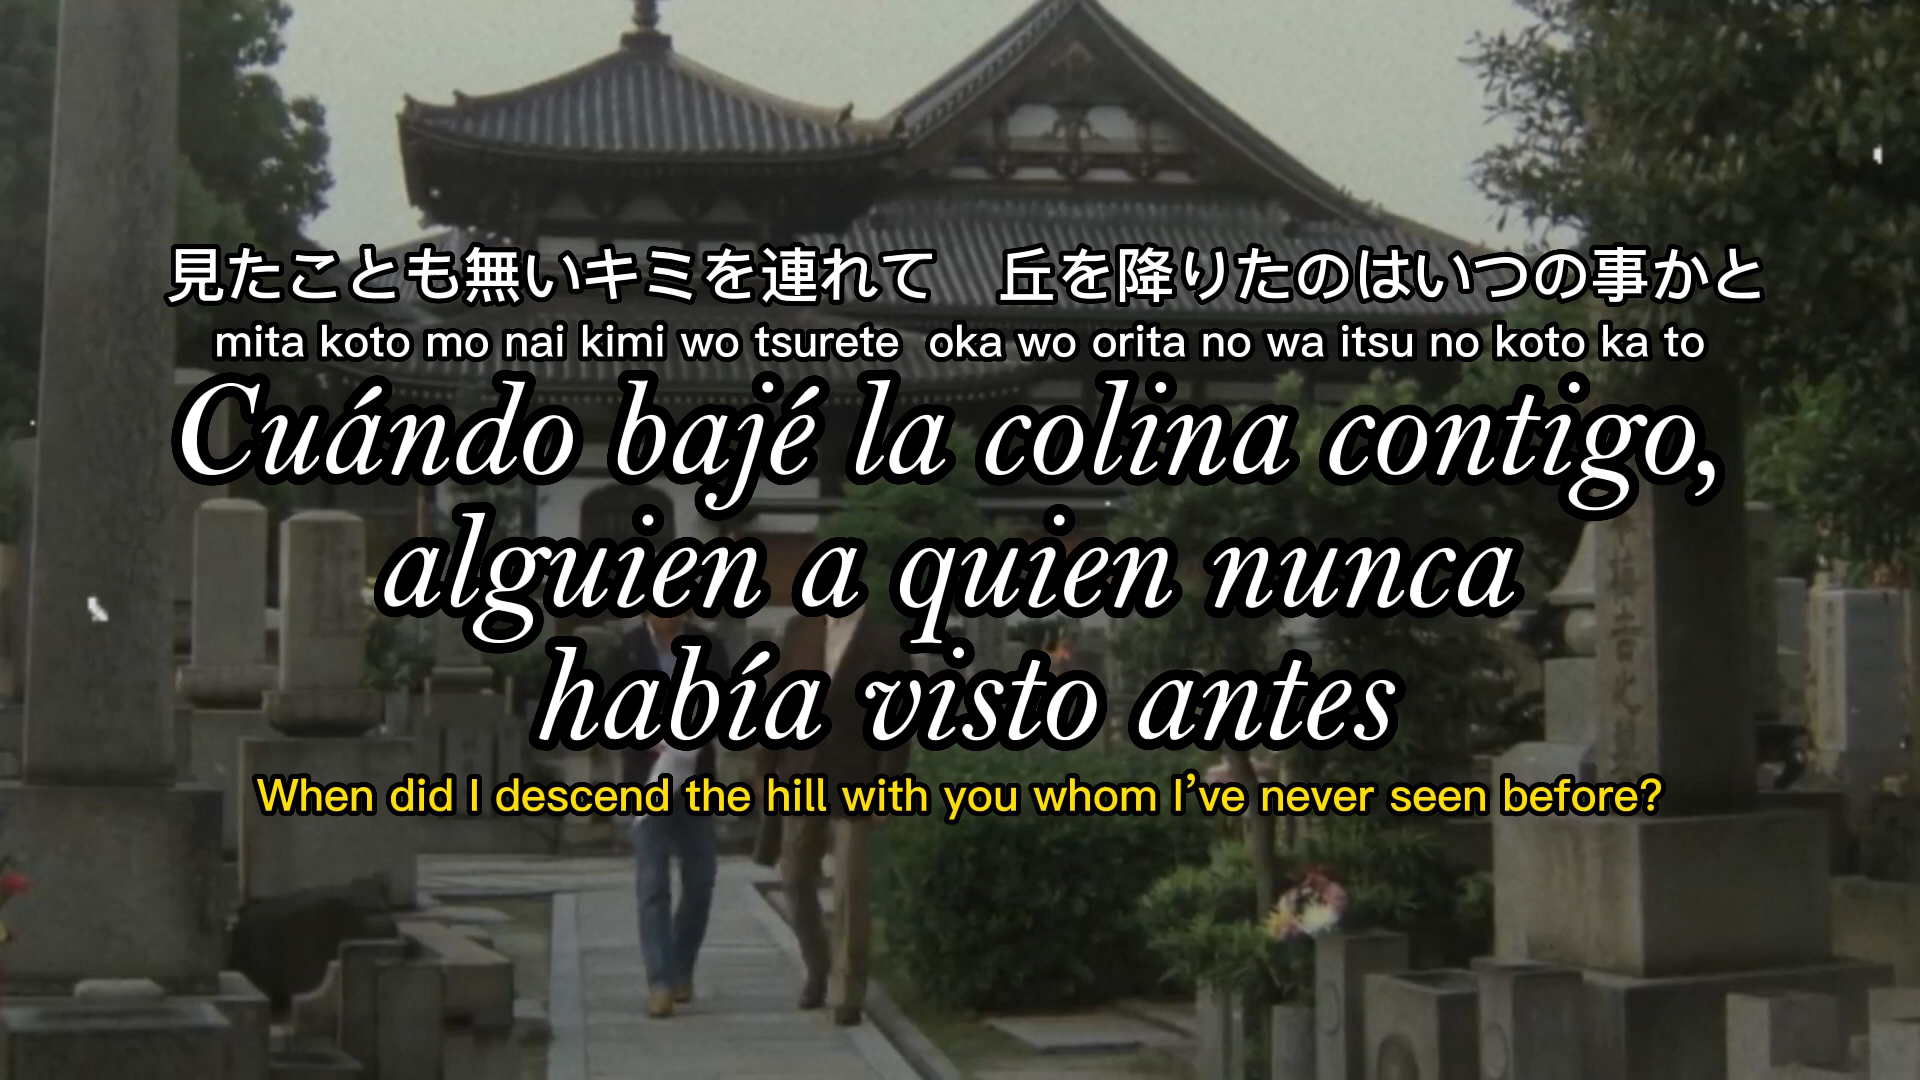 見たことも無いキミを連れて　丘を降りたのはいつの事かと
mita koto mo nai kimi wo tsurete  oka wo orita no wa itsu no koto ka to
Cuándo bajé la colina contigo,
alguien a quien nunca
había visto antes
When did I descend the hill with you whom I’ve never seen before?